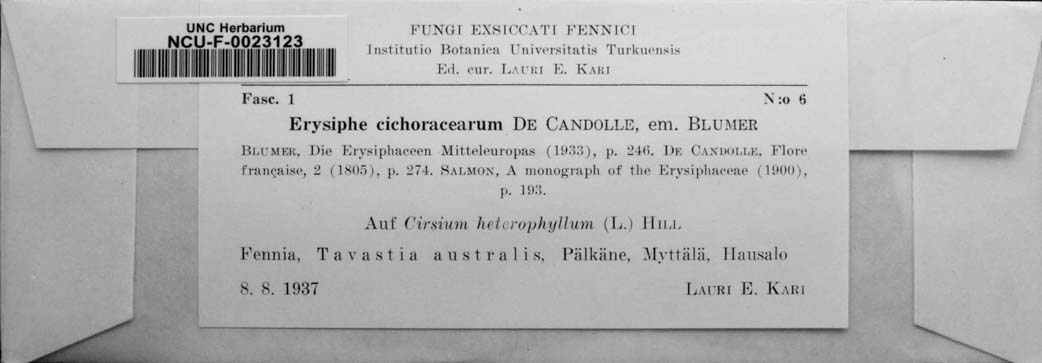 UNC Herbarium
NCU-F-0023123
FUNGI EXSICCATI FENNICI
Institutio Botanica Universitatis Turkuensis
Ed. cur. LAURI E. KARI
Fasc. 1 N:o 6
Erysiphe cichoracearum DE CANDOLLE, em. BLUMER
BLUMER, Die Erysiphaceen Mitteleuropas (1933), p. 246. DE CANDOLLE, Flore
française, 2 (1805), p. 274. SALMON, A monograph of the Erysiphaceae (1900),
p. 193.
Auf Cirsium heterophyllum (L.) HILL
Fennia, Tavastia australis, Pälkäne, Myttälä, Hausalo
8. 8. 1937 LAURI E. KARI